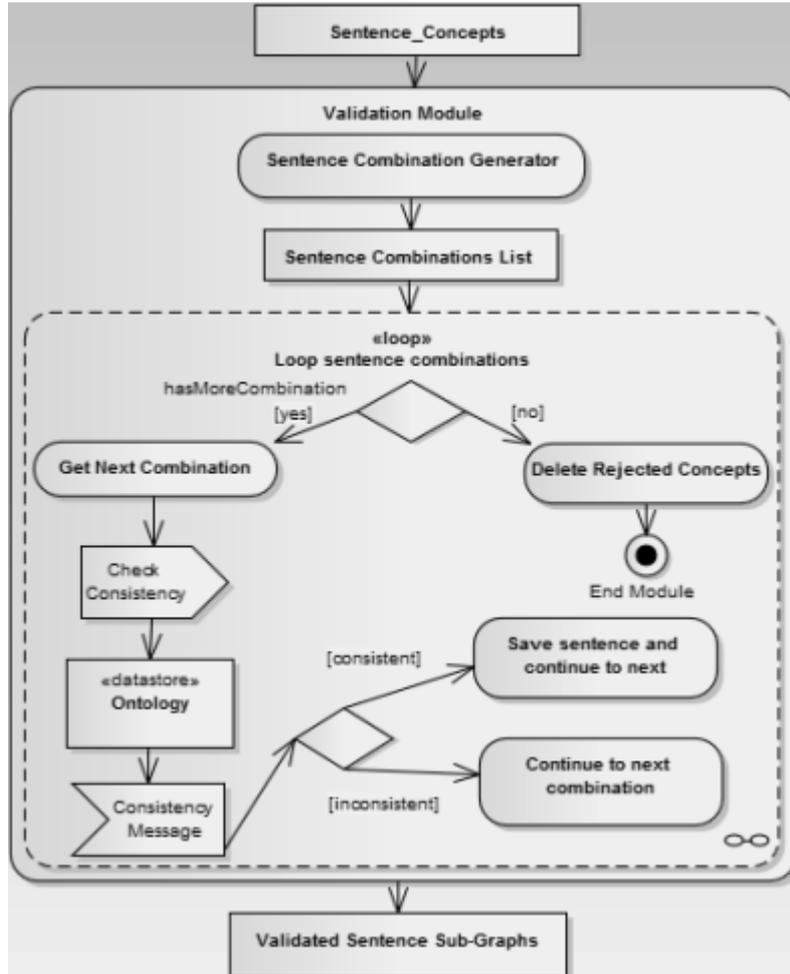 Sentence_Concepts
Validation Module
Sentence Combination Generator
Sentence Combinations List
«loop»
Loop sentence combinations
hasMoreCombination
[yes]
[no]
Get Next Combination
Delete Rejected Concepts
Check
Consistency
End Module
«datastore»
Ontology
[consistent]
Save sentence and
continue to next
Consistency
Message
[inconsistent]
Continue to next
combination
Validated Sentence Sub-Graphs